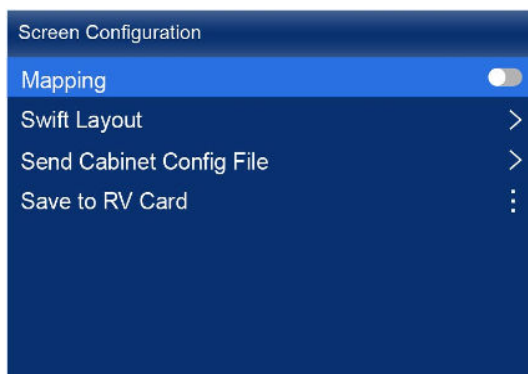 Screen Configuration
Mapping
Swift Layout
Send Cabinet Config File
Save to RV Card